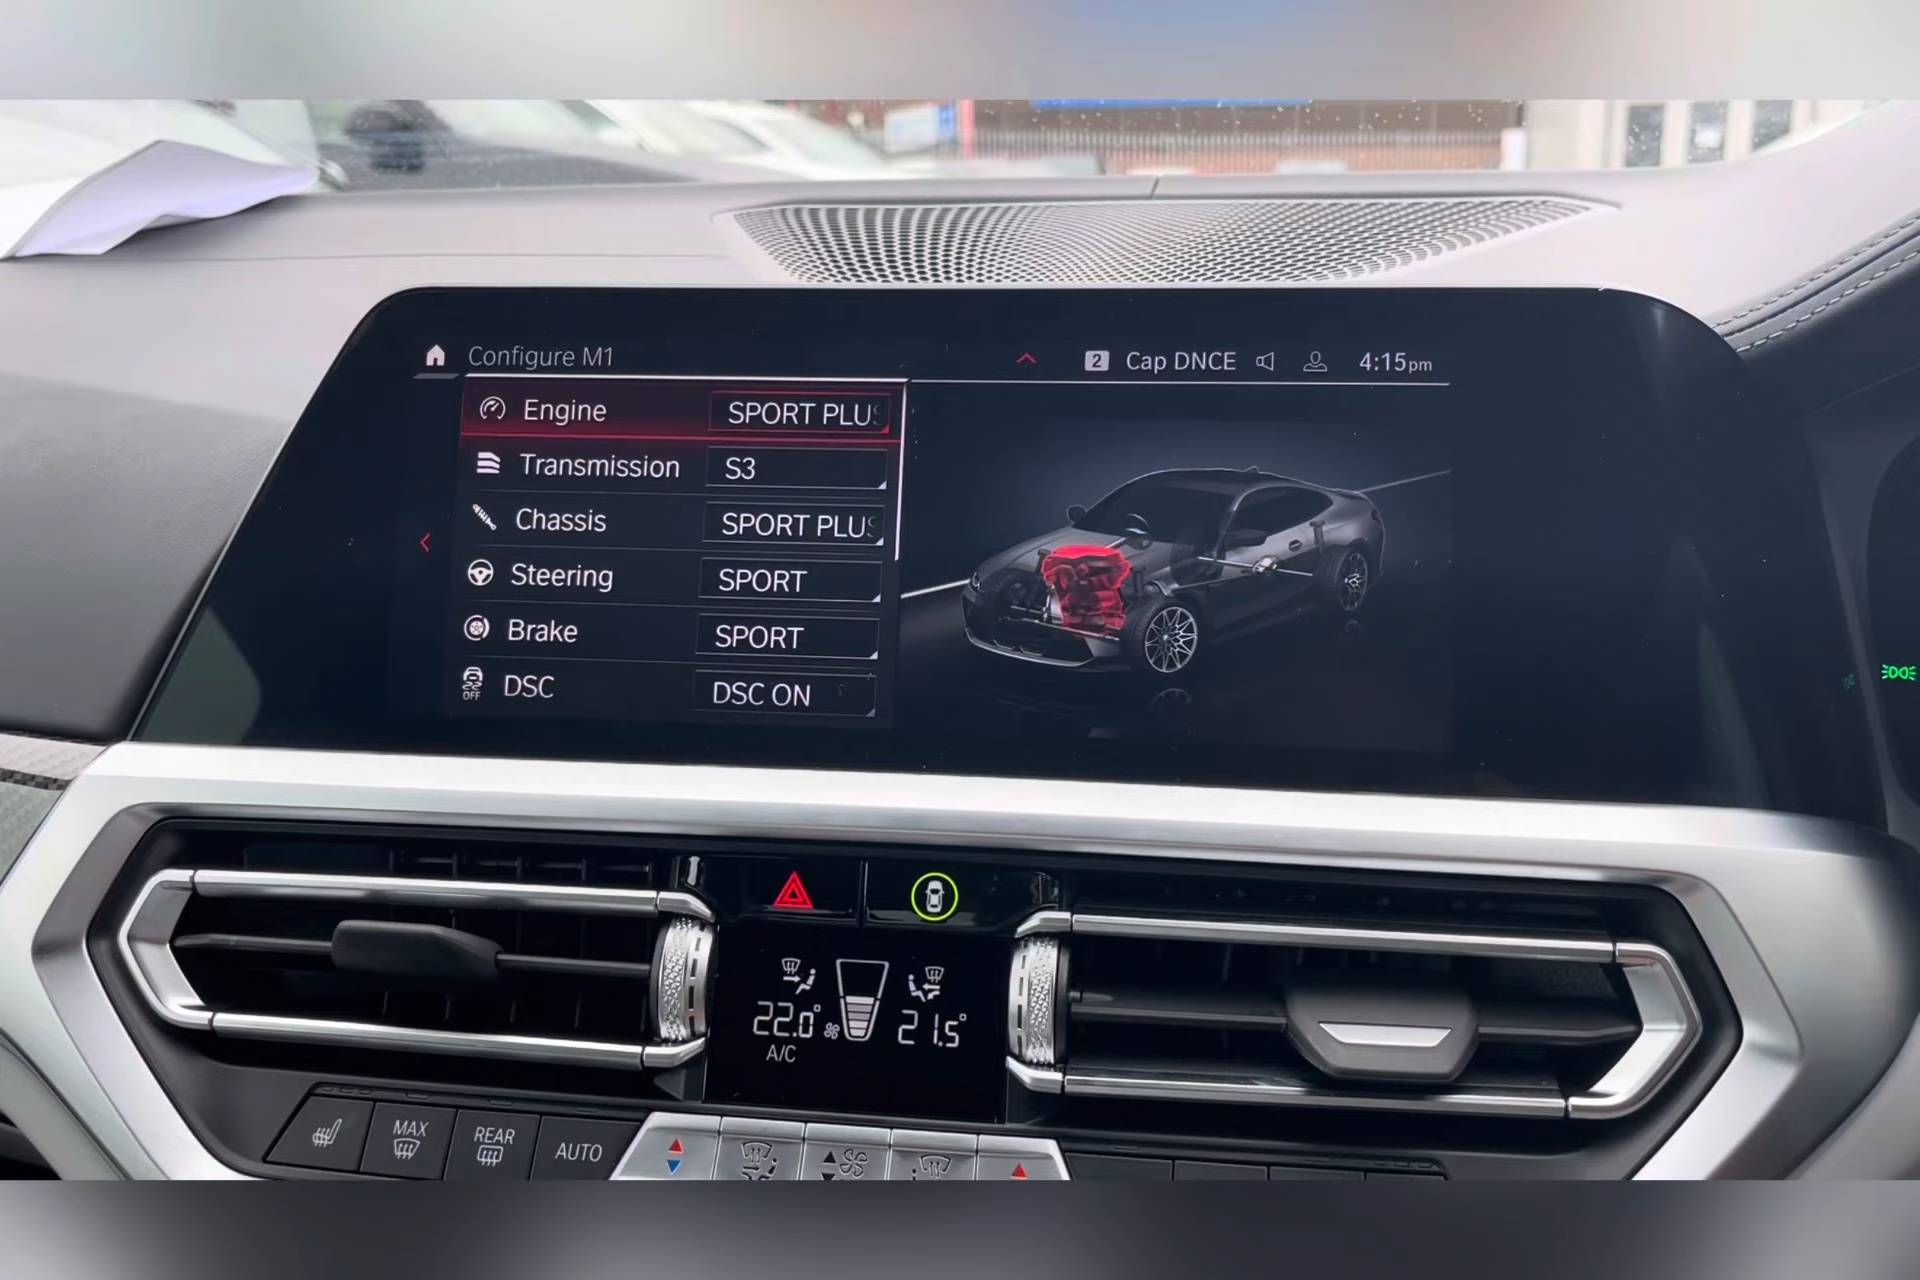 Configure M1
2 Cap DNCE 4:15pm
Engine SPORT PLUS
Transmission S3
Chassis SPORT PLUS
Steering SPORT
Brake SPORT
OFF DSC DSC ON
22.0° 21.5°
A/C
MAX
REAR
AUTO